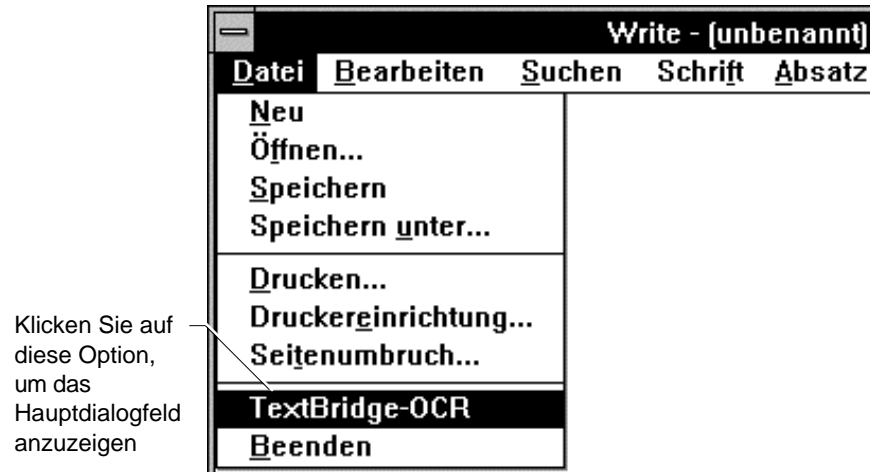 Write - (unbenannt)
Datei Bearbeiten Suchen Schrift Absatz
Neu
Öffnen...
Speichern
Speichern unter...
Drucken...
Druckereinrichtung...
Seitenumbruch...
TextBridge-OCR
Beenden
Klicken Sie auf
diese Option,
um das
Hauptdialogfeld
anzuzeigen